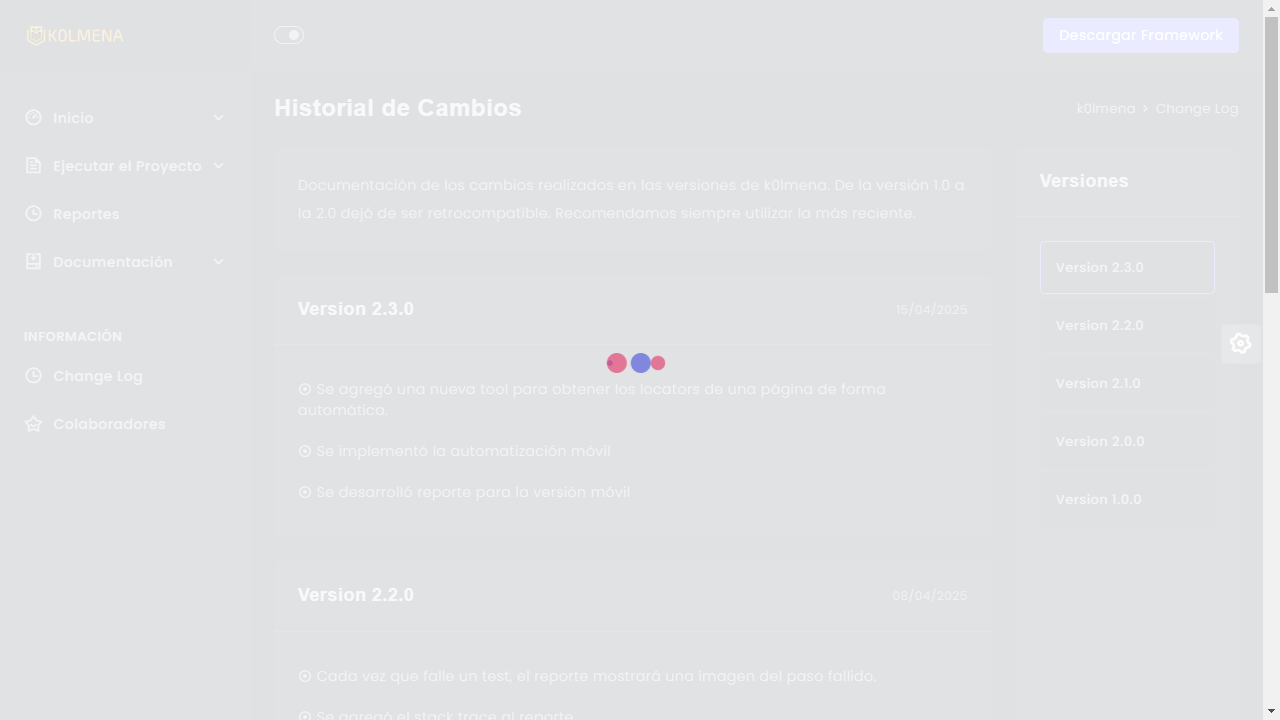 K0LMENA
Descargar Framework
Inicio
Ejecutar el Proyecto
Reportes
Documentación
INFORMACIÓN
Change Log
Colaboradores
Historial de Cambios
k0lmena > Change Log
Documentación de los cambios realizados en las versiones de k0lmena. De la versión 1.0 a
la 2.0 dejó de ser retrocompatible. Recomendamos siempre utilizar la más reciente.
Version 2.3.0
15/04/2025
Se agregó una nueva tool para obtener los locators de una página de forma
automática.
Se implementó la automatización móvil
Se desarrolló reporte para la versión móvil
Version 2.2.0
08/04/2025
Cada vez que falle un test, el reporte mostrará una imagen del paso fallido.
Se agregó el stack trace al reporte
Versiones
Version 2.3.0
Version 2.2.0
Version 2.1.0
Version 2.0.0
Version 1.0.0